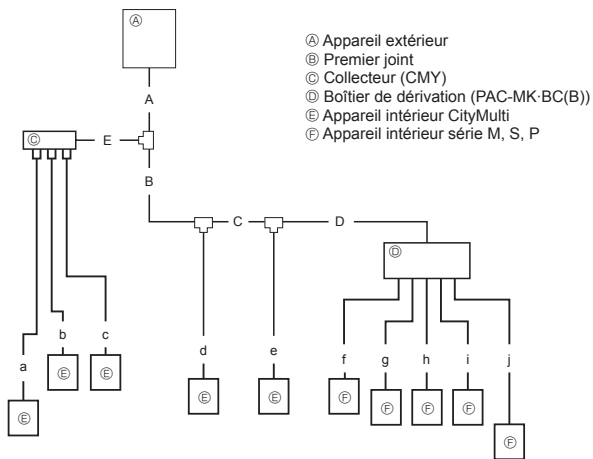 Ⓐ
Ⓐ Appareil extérieur
Ⓑ Premier joint
Ⓒ Collecteur (CMY)
Ⓓ Boîtier de dérivation (PAC-MK·BC(B))
Ⓔ Appareil intérieur CityMulti
Ⓕ Appareil intérieur série M, S, P
A
Ⓒ
E
B
C
D
Ⓓ
a
b
c
d
e
f
g
h
i
j
Ⓔ
Ⓔ
Ⓔ
Ⓔ
Ⓔ
Ⓕ
Ⓕ
Ⓕ
Ⓕ
Ⓕ